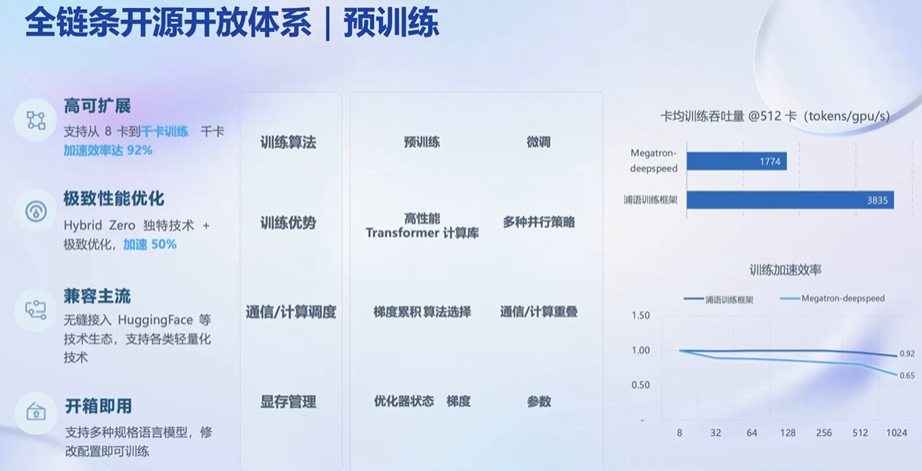 全链条开源开放体系 | 预训练
高可扩展
支持从 8 卡到千卡训练 千卡
加速效率达 92%
极致性能优化
Hybrid Zero 独特技术 +
极致优化，加速 50%
兼容主流
无缝接入 HuggingFace 等
技术生态，支持各类轻量化
技术
开箱即用
支持多种规格语言模型，修
改配置即可训练
训练算法
预训练
微调
训练优势
高性能
Transformer 计算库
多种并行策略
通信/计算调度
梯度累积 算法选择
通信/计算重叠
显存管理
优化器状态 梯度
参数
卡均训练吞吐量 @512 卡（tokens/gpu/s）
Megatron-
deepspeed
1774
浦语训练框架
3835
训练加速效率
浦语训练框架
Megatron-deepspeed
1.50
1.00
0.50
-
0.92
0.65
8 32 64 128 256 512 1024